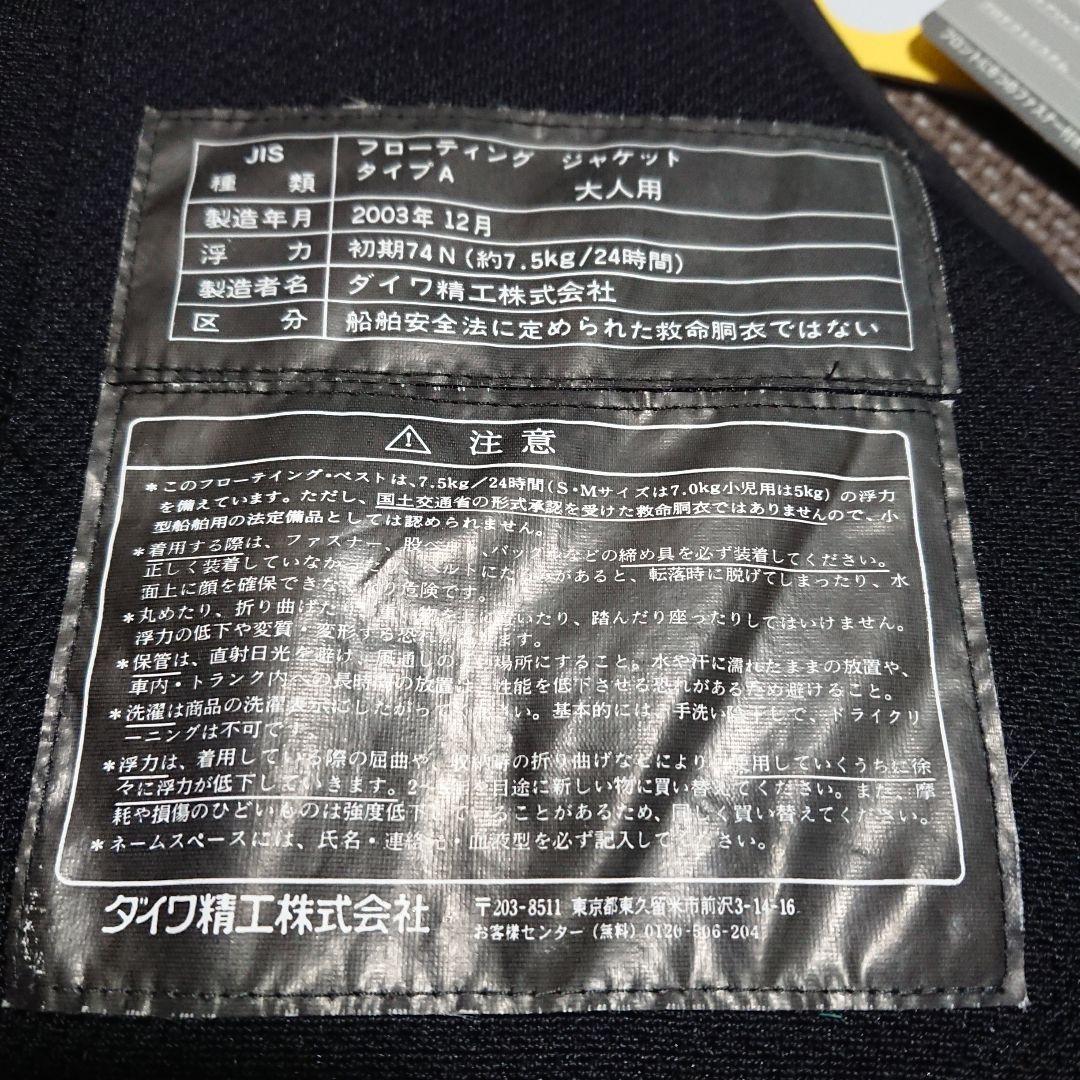 JIS
種類
フローティング ジャケット
タイプA 大人用
製造年月 2003年12月
浮力 初期74N(約7.5kg/24時間)
製造者名 ダイワ精工株式会社
区分 船舶安全法に定められた救命胴衣ではない
⚠ 注意
*このフローティング・ベストは、7.5kg/24時間(S・Mサイズは7.0kg小児用は5kg)の浮力
を備えています。ただし、国土交通省の形式承認を受けた救命胴衣ではありませんので、小
型船舶用の法定備品としては認められません。
*着用する際は、ファスナー、股ベ、バックルなどの締め具を必ず装着してください。
正しく装着していなかっ ベルトにた があると、転落時に脱げてしまったり、水
面上に顔を確保できな 危険です。
*丸めたり、折り曲げた 重い物を上に置いたり、踏んだり座ったりしてはいけません。
浮力の低下や変質・変形する恐れ ます。
*保管は、直射日光を避け、風通しの 場所にすること。水や汗に濡れたままの放置や、
車内・トランク内への長時間の放置は、性能を低下させる恐れがあるため避けること。
*洗濯は商品の洗濯表示にしたがってください。基本的には 手洗い 干しで、ドライクリ
ーニングは不可です。
*浮力は、着用している際の屈曲や、収納時の折り曲げなどにより 使用していくうちに徐
々に浮力が低下していきます。2 目途に新しい物に買い替えてください。また、摩
耗や損傷のひどいものは強度低下 ていることがあるため、同じく買い替えてください。
*ネームスペースには、氏名・連絡先・血液型を必ず記入してください。
ダイワ精工株式会社
〒203-8511 東京都東久留米市前沢3-14-16
お客様センター(無料)0120-506-204